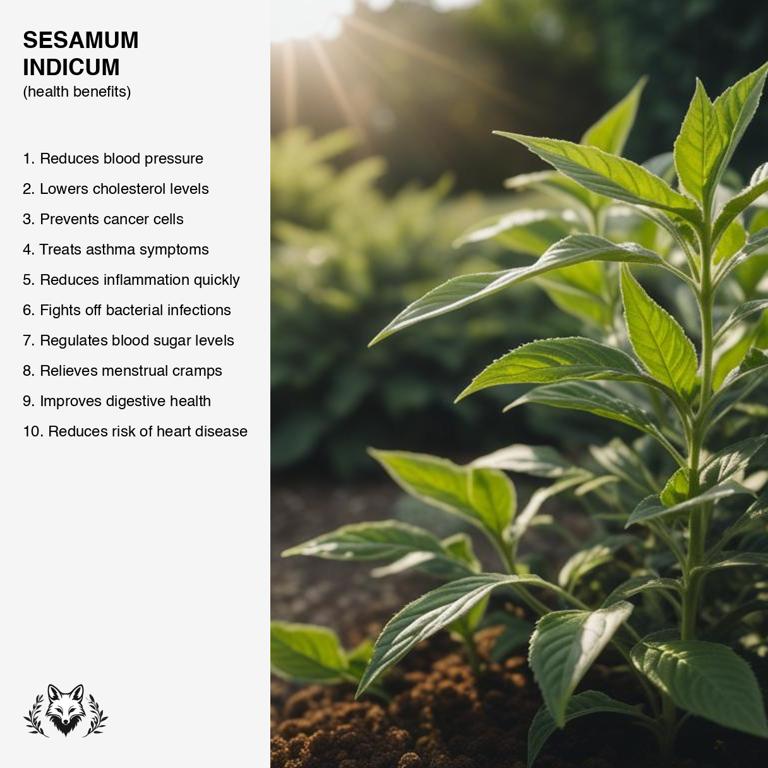 SESAMUM
INDICUM
(health benefits)
1. Reduces blood pressure
2. Lowers cholesterol levels
3. Prevents cancer cells
4. Treats asthma symptoms
5. Reduces inflammation quickly
6. Fights off bacterial infections
7. Regulates blood sugar levels
8. Relieves menstrual cramps
9. Improves digestive health
10. Reduces risk of heart disease